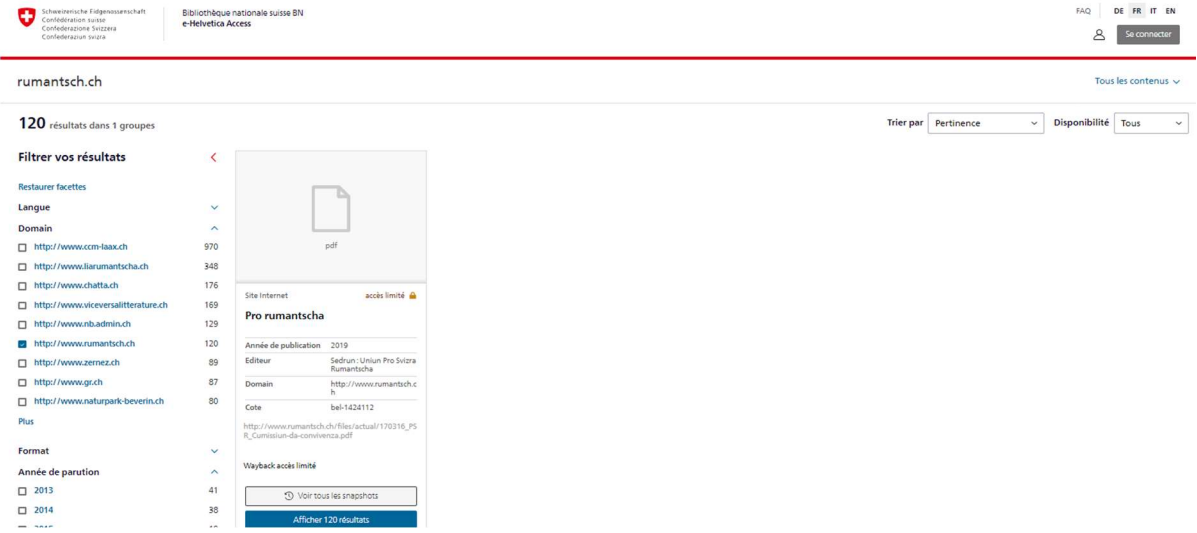 Schweizerische Eidgenossenschaft
Confédération suisse
Confederazione Svizzera
Confederaziun svizra
Bibliothèque nationale suisse BN
e-Helvetica Access
FAQ
DE FR IT EN
Se connecter
rumantsch.ch
Tous les contenus
120 résultats dans 1 groupes
Trier par Pertinence
Disponibilité Tous
Filtrer vos résultats
Restaurer facettes
Langue
Domain
http://www.ccm-laax.ch 970
http://www.liarumantscha.ch 348
http://www.chatta.ch 176
http://www.viceversalitterature.ch 169
http://www.nb.admin.ch 129
http://www.rumantsch.ch 120
http://www.zernez.ch 89
http://www.gr.ch 87
http://www.naturpark-beverin.ch 80
Plus
Format
Année de parution
2013 41
2014 38
pdf
Site Internet accès limité
Pro rumantscha
Année de publication 2019
Editeur Sedrun : Uniun Pro Svizra
Rumantscha
Domain http://www.rumantsch.c
h
Cote bel-1424112
http://www.rumantsch.ch/files/actual/170316_PS
R_Cumissiun-da-convivenza.pdf
Wayback accès limité
Voir tous les snapshots
Afficher 120 résultats